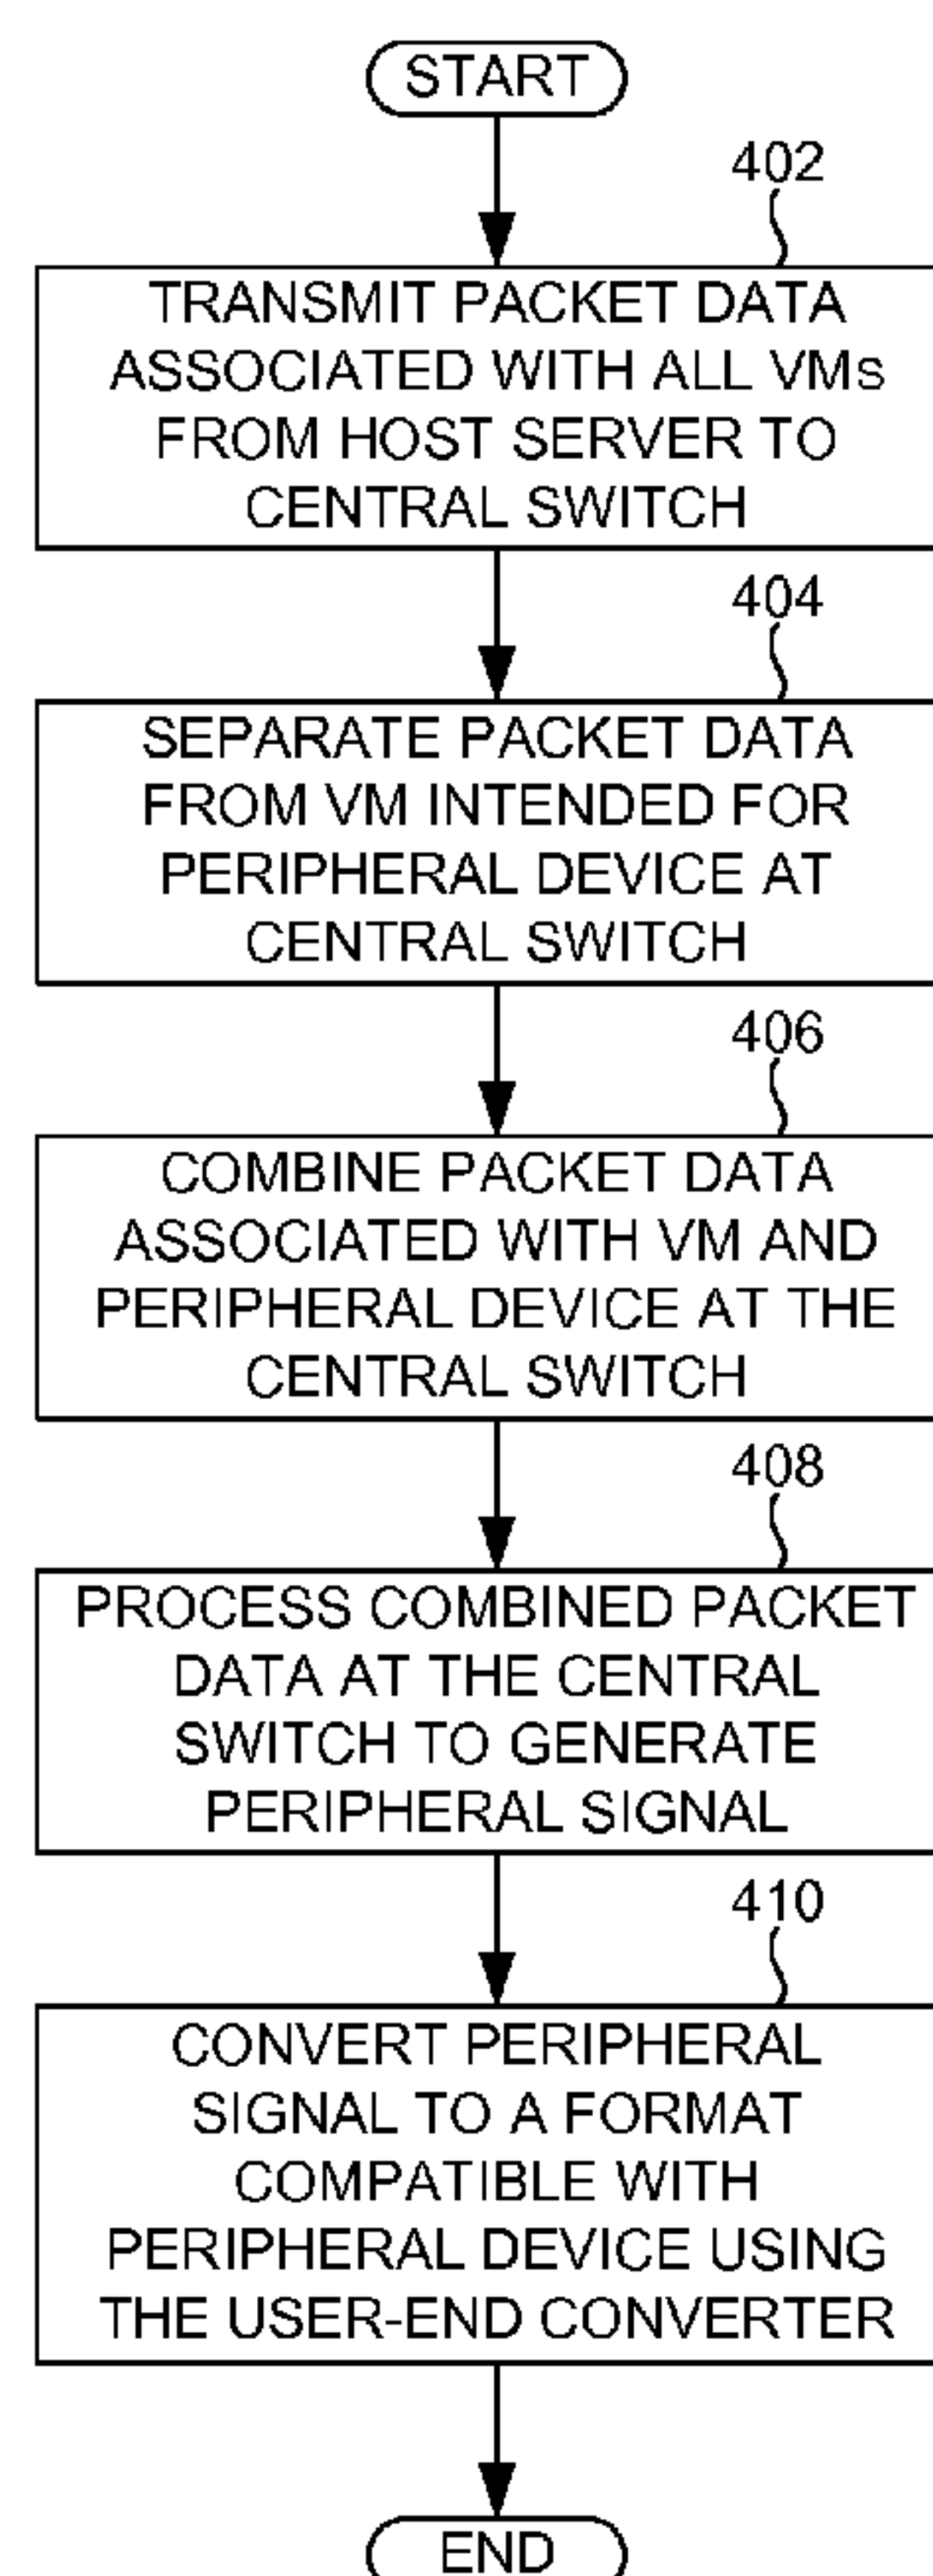 START
402
TRANSMIT PACKET DATA
ASSOCIATED WITH ALL VMs
FROM HOST SERVER TO
CENTRAL SWITCH
404
SEPARATE PACKET DATA
FROM VM INTENDED FOR
PERIPHERAL DEVICE AT
CENTRAL SWITCH
406
COMBINE PACKET DATA
ASSOCIATED WITH VM AND
PERIPHERAL DEVICE AT THE
CENTRAL SWITCH
408
PROCESS COMBINED PACKET
DATA AT THE CENTRAL
SWITCH TO GENERATE
PERIPHERAL SIGNAL
410
CONVERT PERIPHERAL
SIGNAL TO A FORMAT
COMPATIBLE WITH
PERIPHERAL DEVICE USING
THE USER-END CONVERTER
END